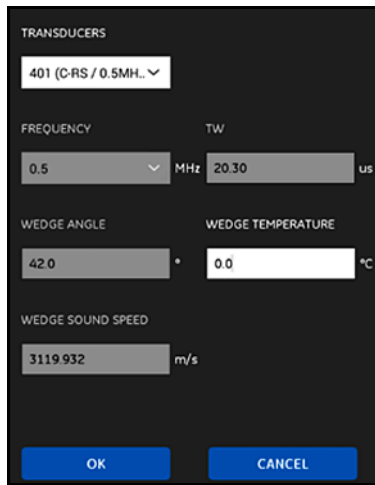 TRANSDUCERS
401 (C-RS / 0.5MH..
FREQUENCY TW
0.5 MHz 20.30 us
WEDGE ANGLE WEDGE TEMPERATURE
42.0 ° 0.0 °C
WEDGE SOUND SPEED
3119.932 m/s
OK CANCEL